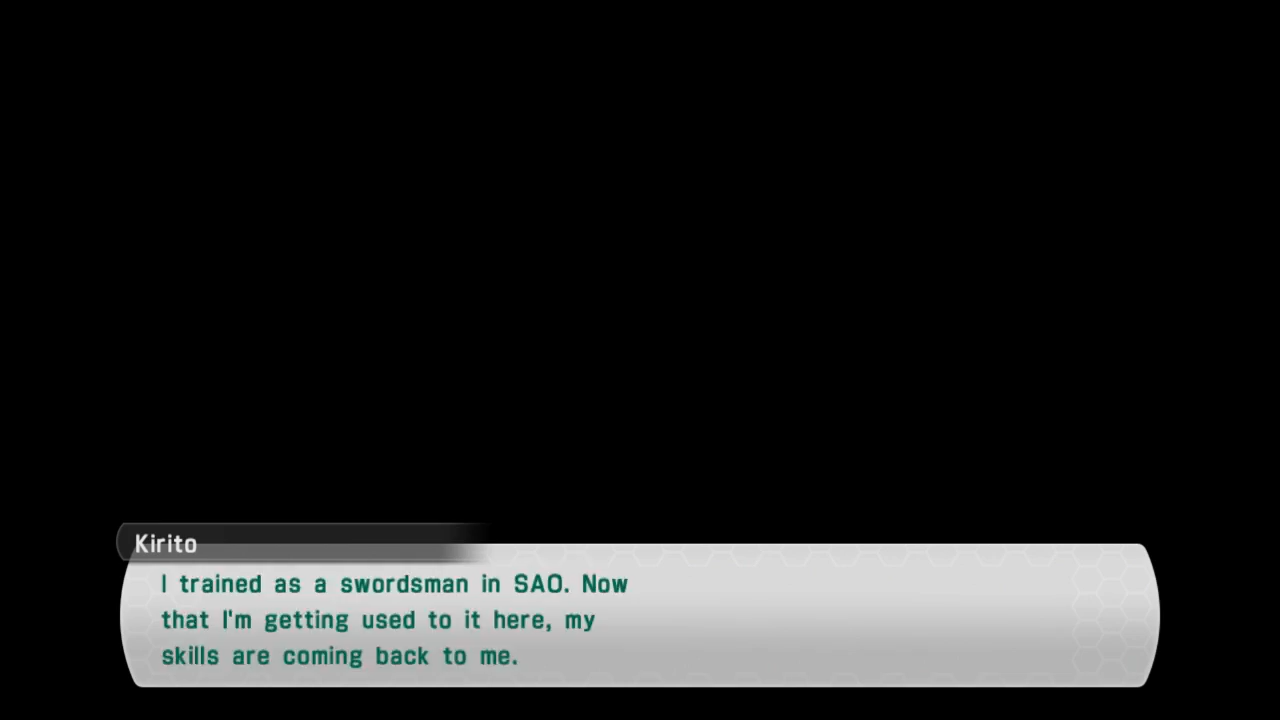 Kirito
I trained as a swordsman in SAO. Now
that I'm getting used to it here, my
skills are coming back to me.